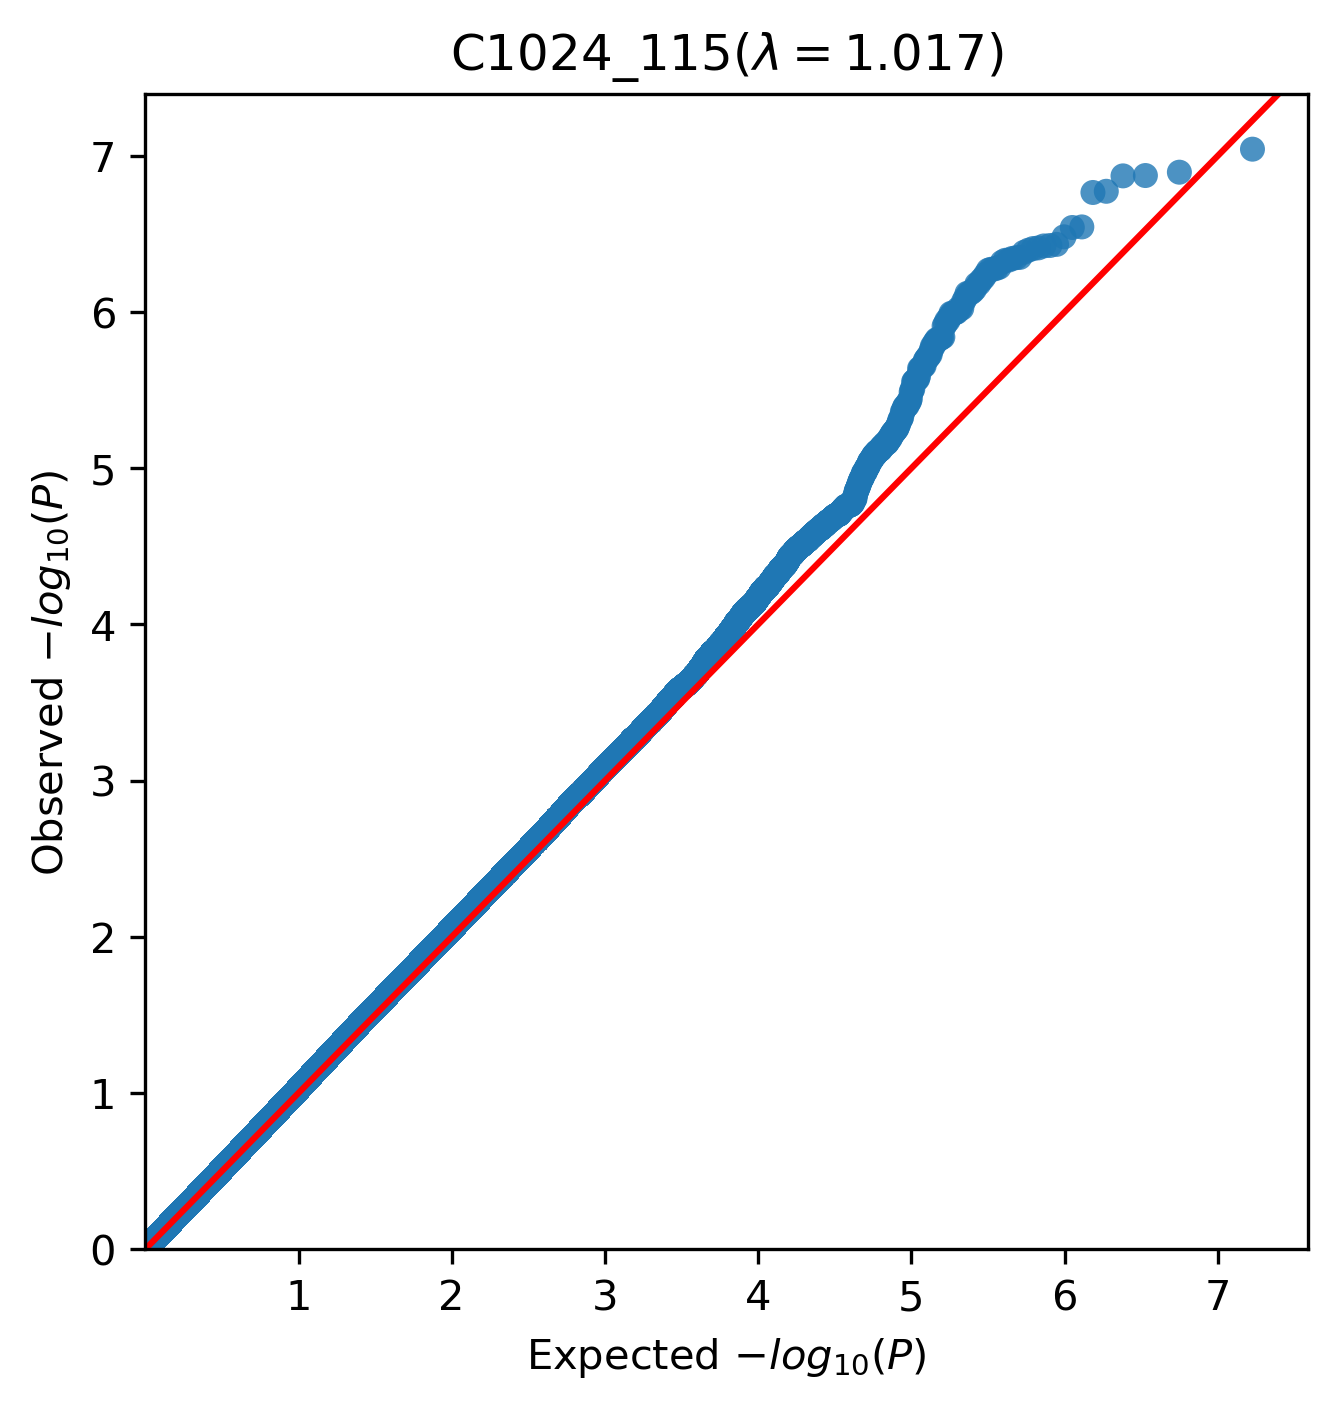 C1024_115(λ = 1.017)
Observed −log₁₀(P)
7
6
5
4
3
2
1
0
1 2 3 4 5 6 7
Expected −log₁₀(P)